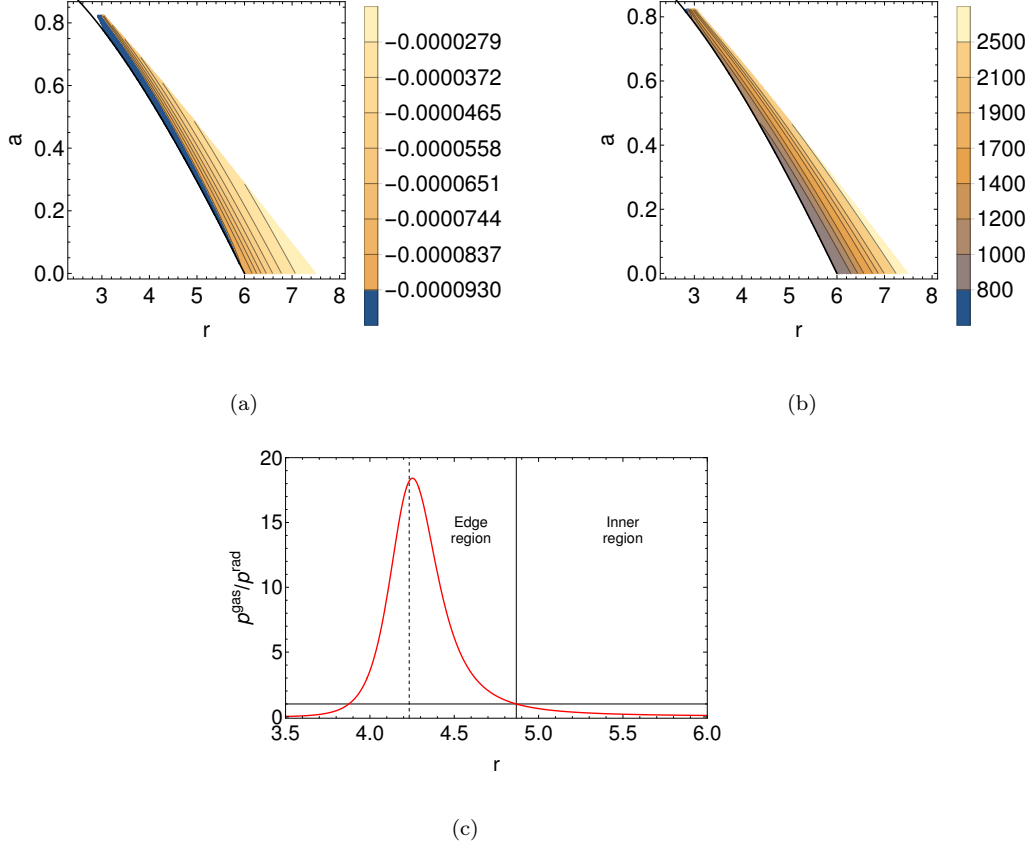 0.8
0.6
0.4
0.2
0.0
a
3 4 5 6 7 8
r
-0.0000279
-0.0000372
-0.0000465
-0.0000558
-0.0000651
-0.0000744
-0.0000837
-0.0000930
(a)
0.8
0.6
0.4
0.2
0.0
a
3 4 5 6 7 8
r
2500
2100
1900
1700
1400
1200
1000
800
(b)
20
15
10
5
0
p^gas/p^rad
Edge
region
Inner
region
3.5 4.0 4.5 5.0 5.5 6.0
r
(c)